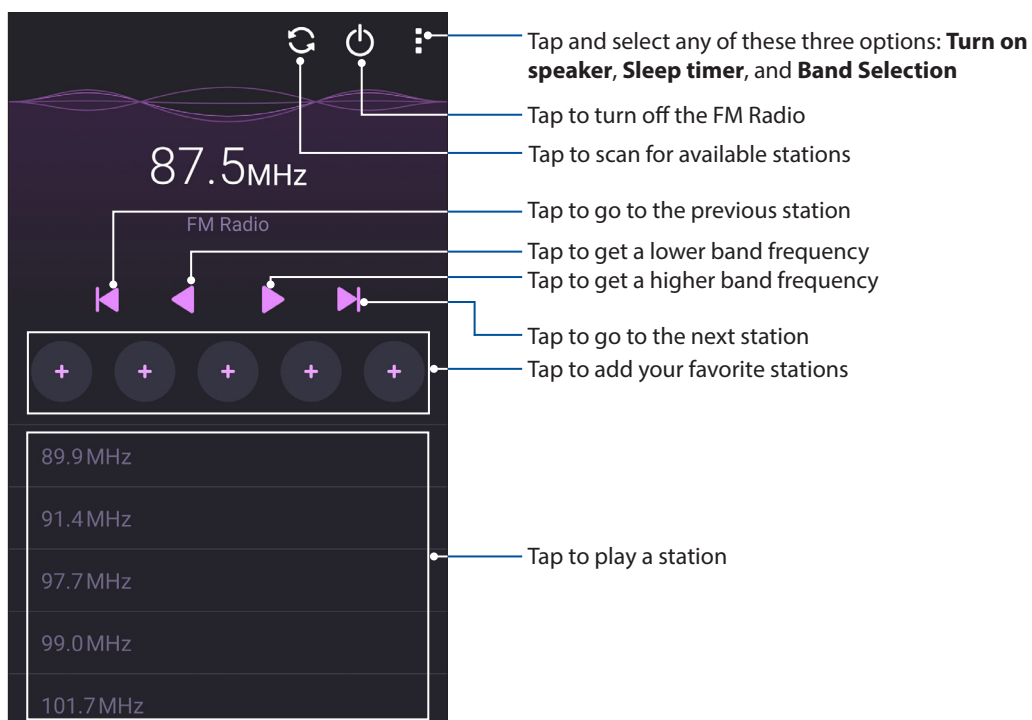 Tap and select any of these three options: Turn on
speaker, Sleep timer, and Band Selection
Tap to turn off the FM Radio
Tap to scan for available stations
87.5MHz
FM Radio
Tap to go to the previous station
Tap to get a lower band frequency
Tap to get a higher band frequency
Tap to go to the next station
Tap to add your favorite stations
+ + + + +
89.9MHz
91.4MHz
Tap to play a station
97.7MHz
99.0MHz
101.7MHz